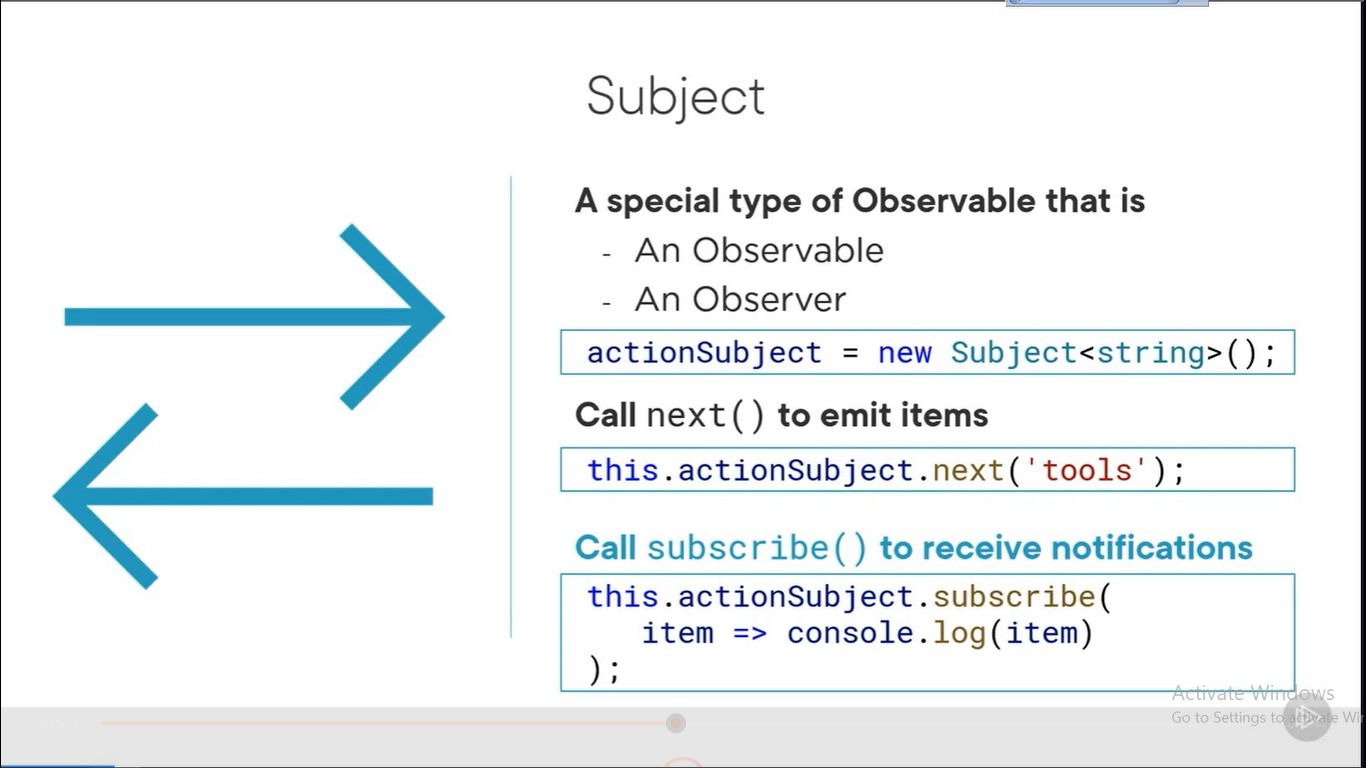 Subject
A special type of Observable that is
- An Observable
- An Observer
actionSubject = new Subject<string>();
Call next() to emit items
this.actionSubject.next('tools');
Call subscribe() to receive notifications
this.actionSubject.subscribe(
item => console.log(item)
);
Activate Windows
Go to Settings to activate